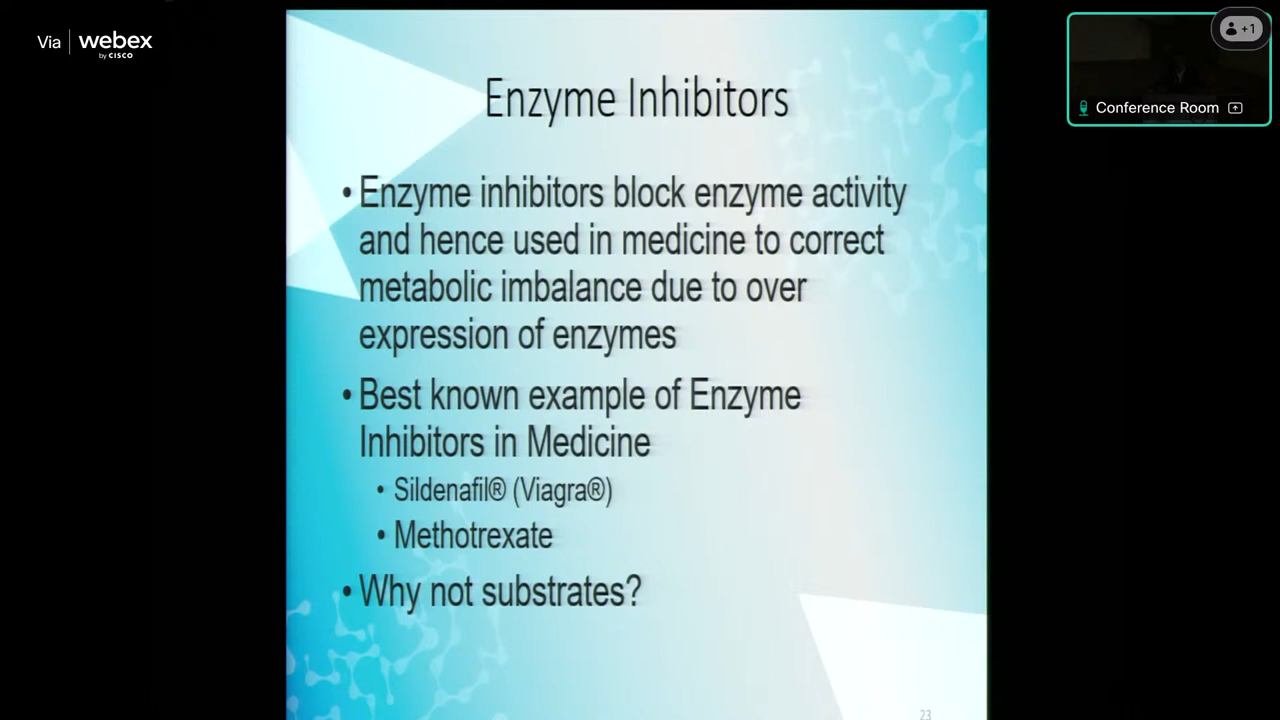 Via webex
by CISCO
+1
Conference Room
Enzyme Inhibitors
• Enzyme inhibitors block enzyme activity
and hence used in medicine to correct
metabolic imbalance due to over
expression of enzymes
• Best known example of Enzyme
Inhibitors in Medicine
• Sildenafil® (Viagra®)
• Methotrexate
• Why not substrates?
23